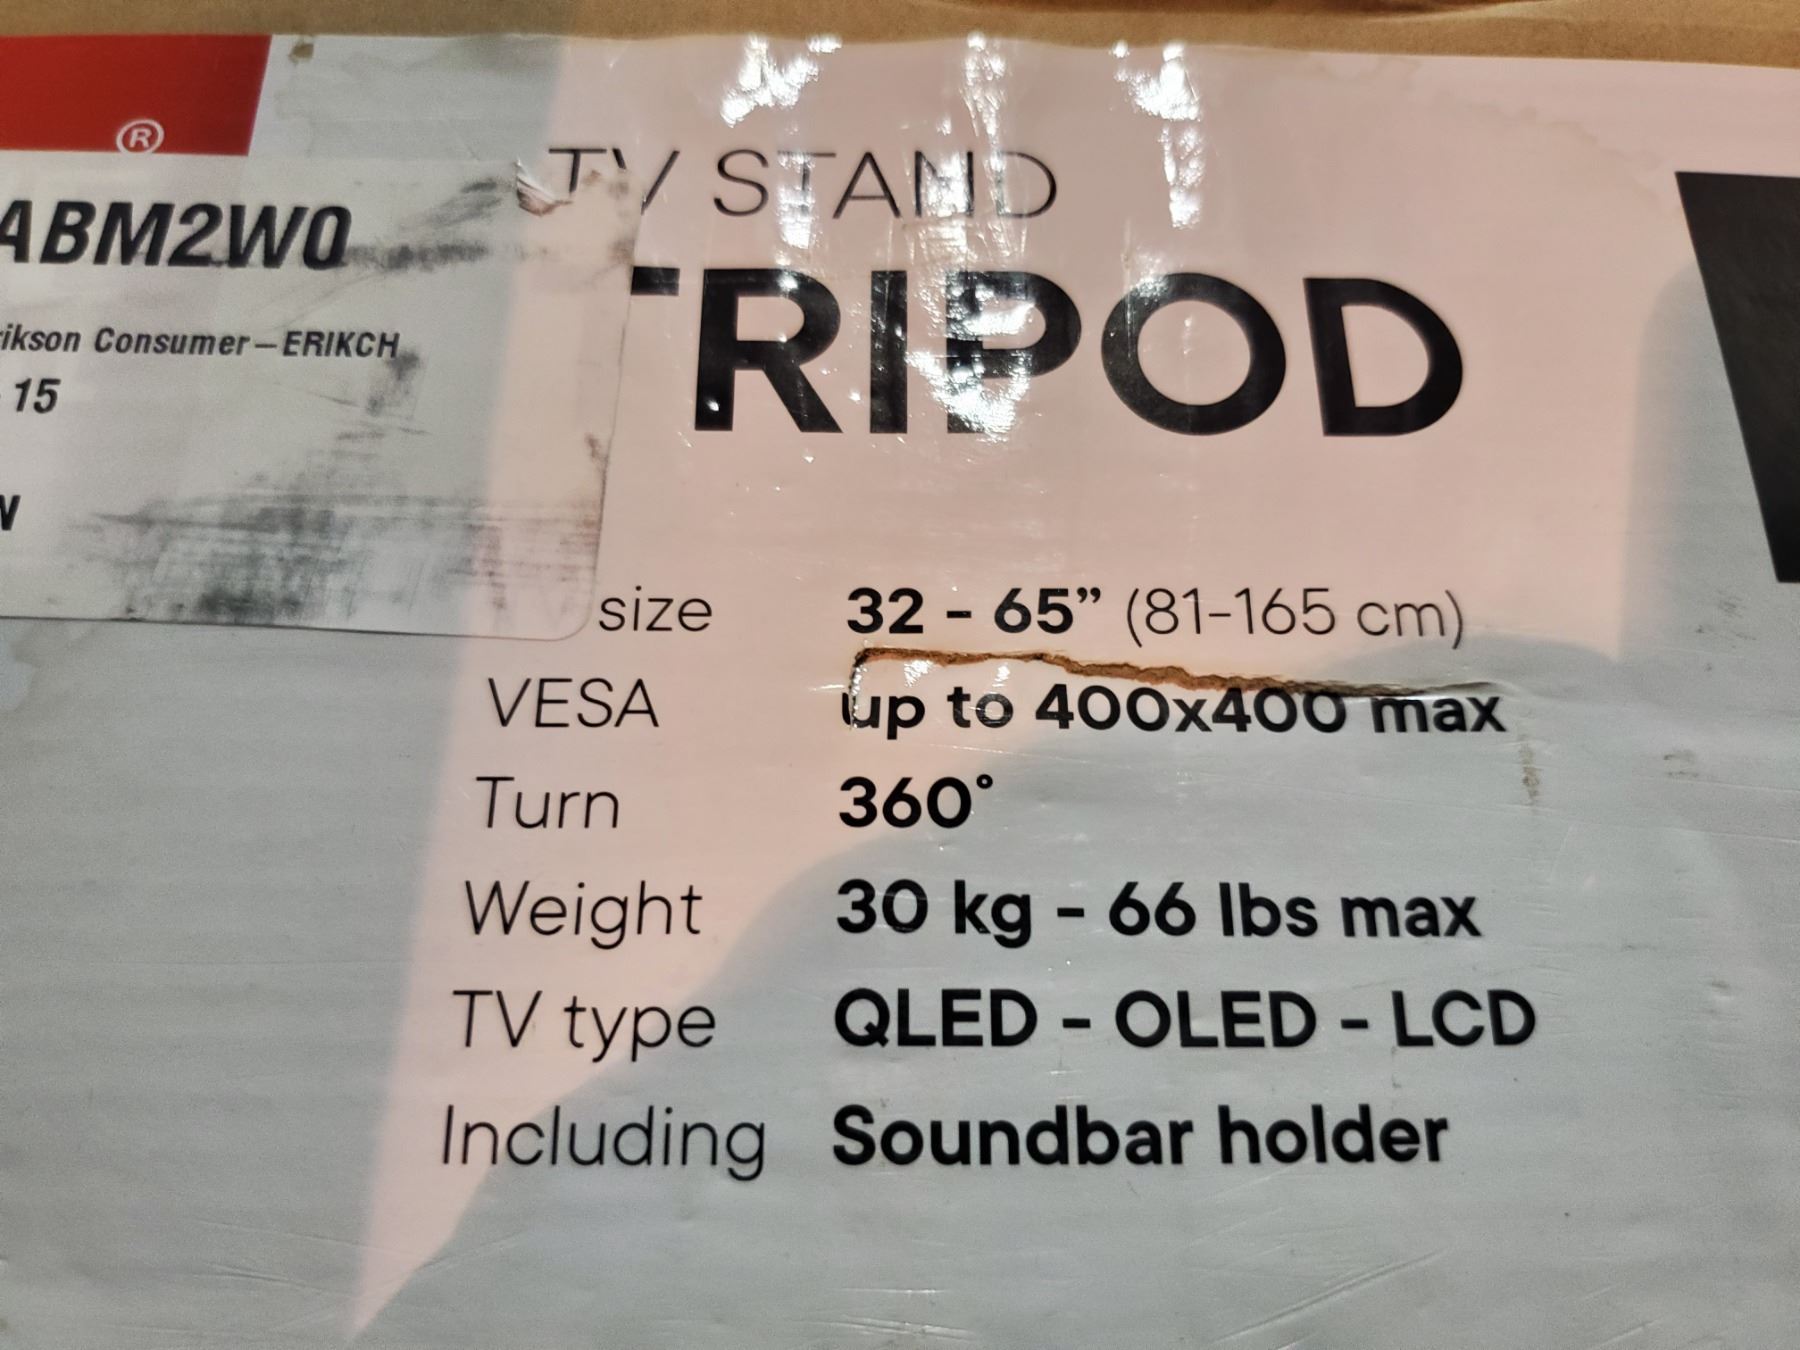 ®
TV STAND
TRIPOD
ABM2W0
Consumer-ERIKCH
15
size 32 - 65” (81-165 cm)
VESA up to 400x400 max
Turn 360°
Weight 30 kg - 66 lbs max
TV type QLED - OLED - LCD
Including Soundbar holder